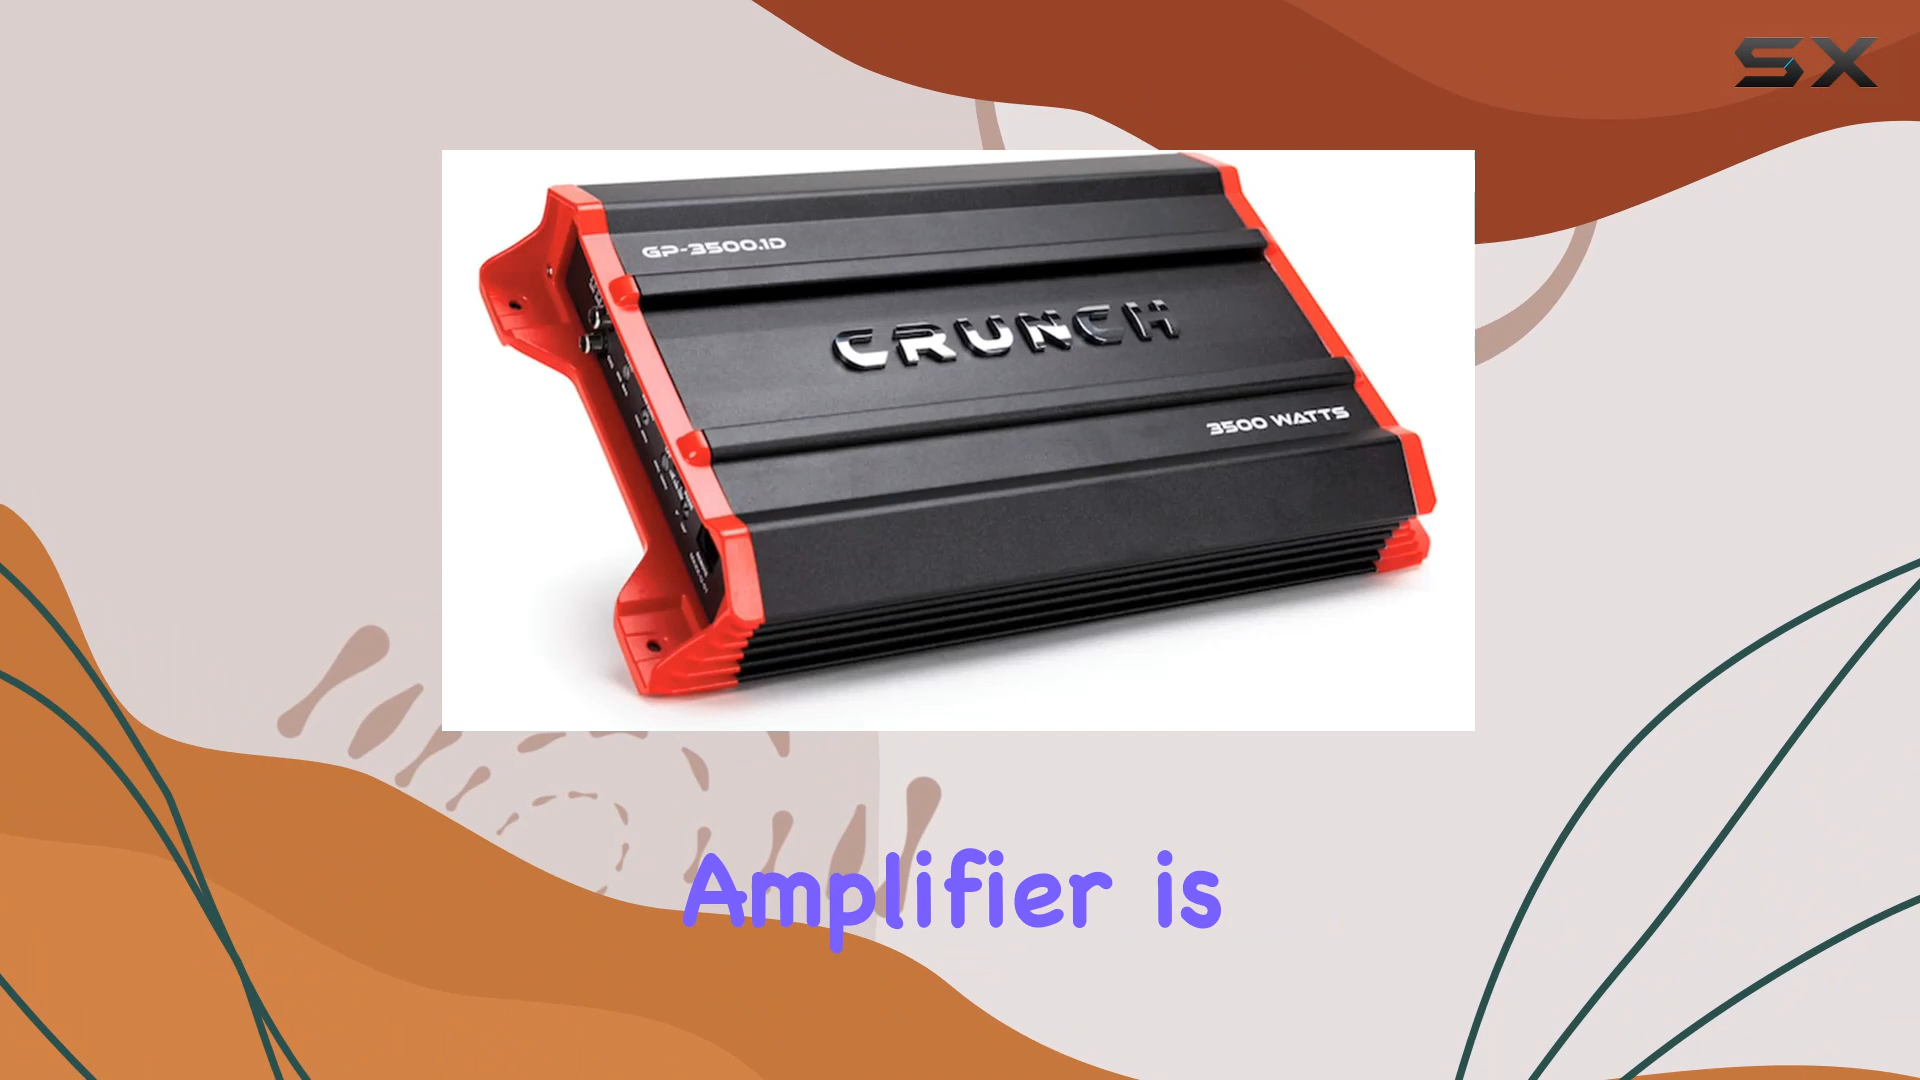 SX
GP-3500.1D
CRUNCH
3500 WATTS
Amplifier is